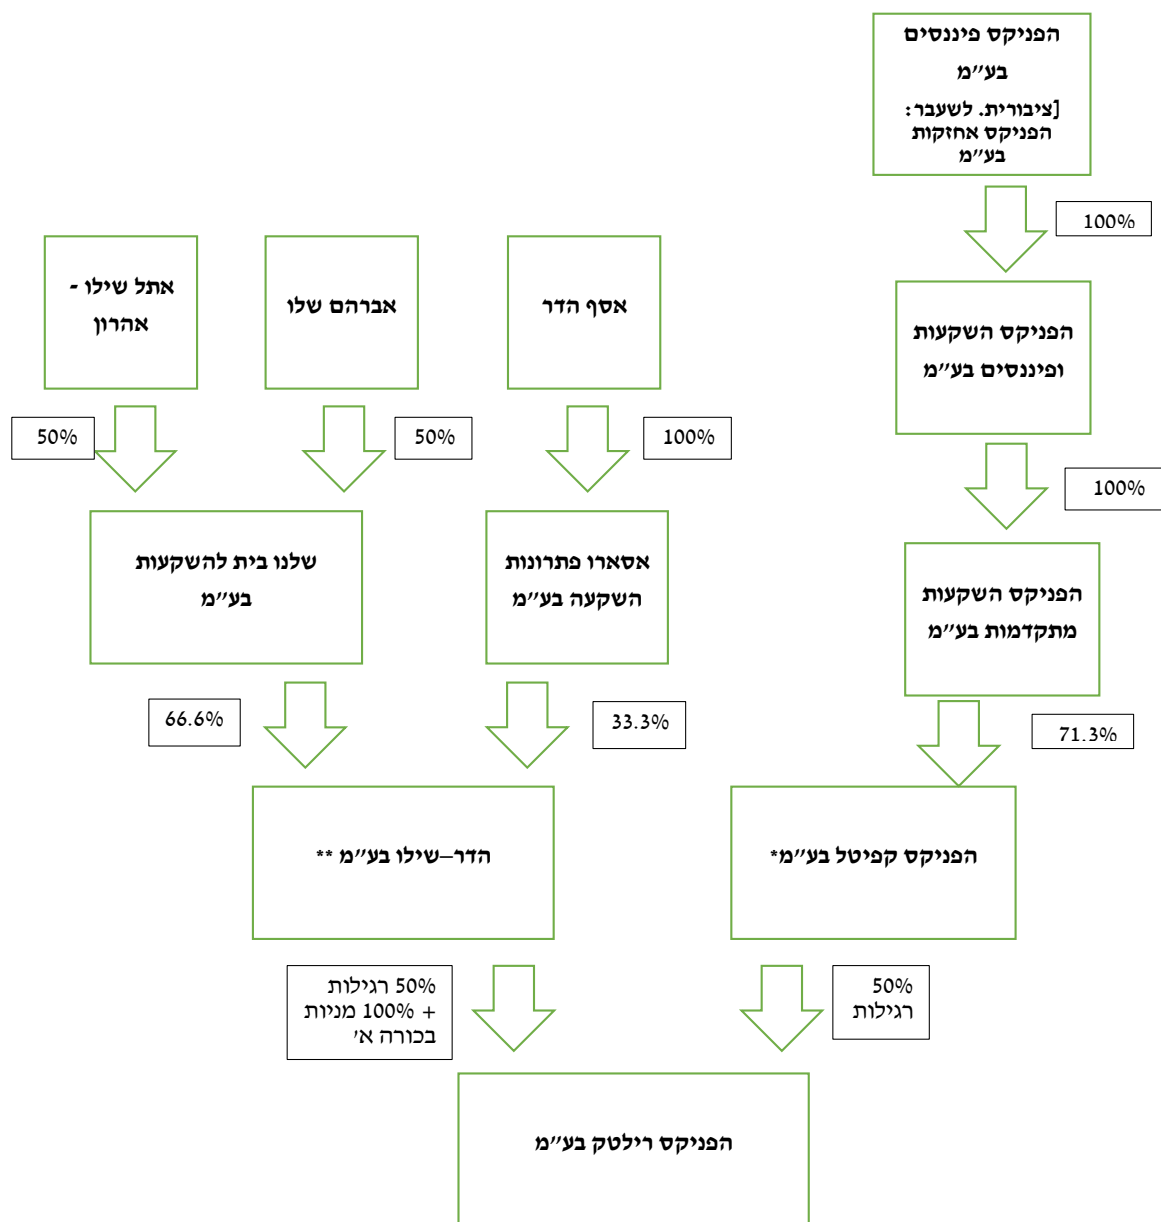 הפניקס פיננסים
בע"מ
[ציבורית. לשעבר:
הפניקס אחזקות
בע"מ
100%
הפניקס השקעות
ופיננסים בע"מ
100%
הפניקס השקעות
מתקדמות בע"מ
71.3%
הפניקס קפיטל בע"מ*
50%
רגילות
אסף הדר
100%
אסארו פתרונות
השקעה בע"מ
33.3%
אברהם שלו
50%
אתל שילו -
אהרון
50%
שלנו בית להשקעות
בע"מ
66.6%
הדר–שילו בע"מ **
50% רגילות
+ 100% מניות
בכורה א'
הפניקס רילטק בע"מ